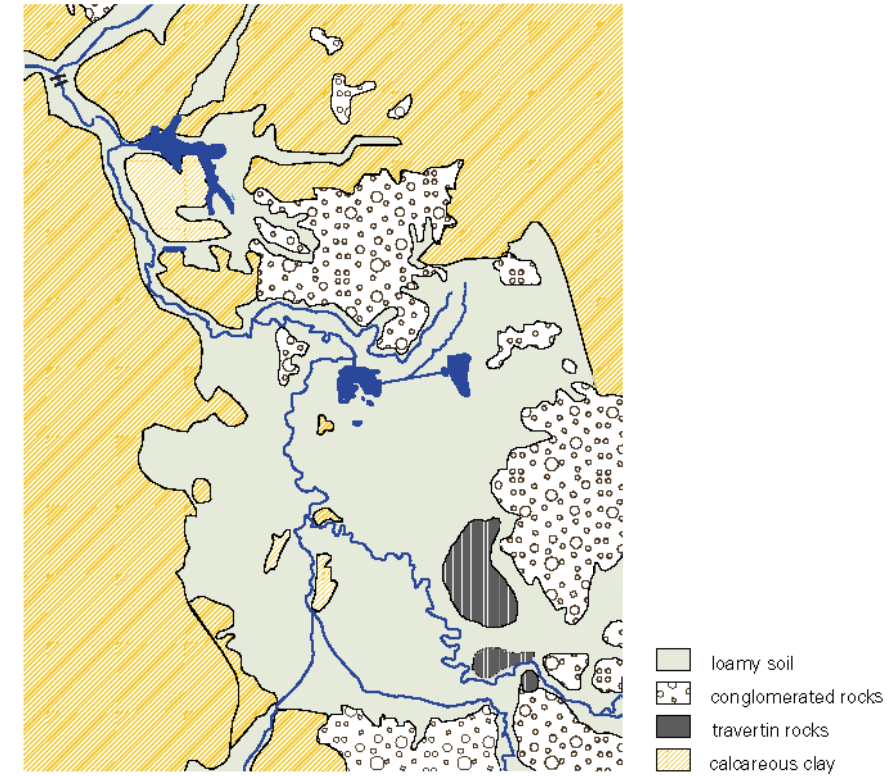 loamy soil
conglomerated rocks
travertin rocks
calcareous clay